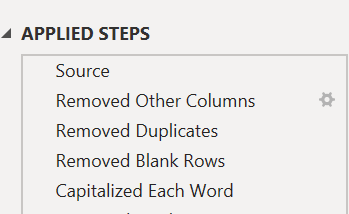 APPLIED STEPS
Source
Removed Other Columns
Removed Duplicates
Removed Blank Rows
Capitalized Each Word